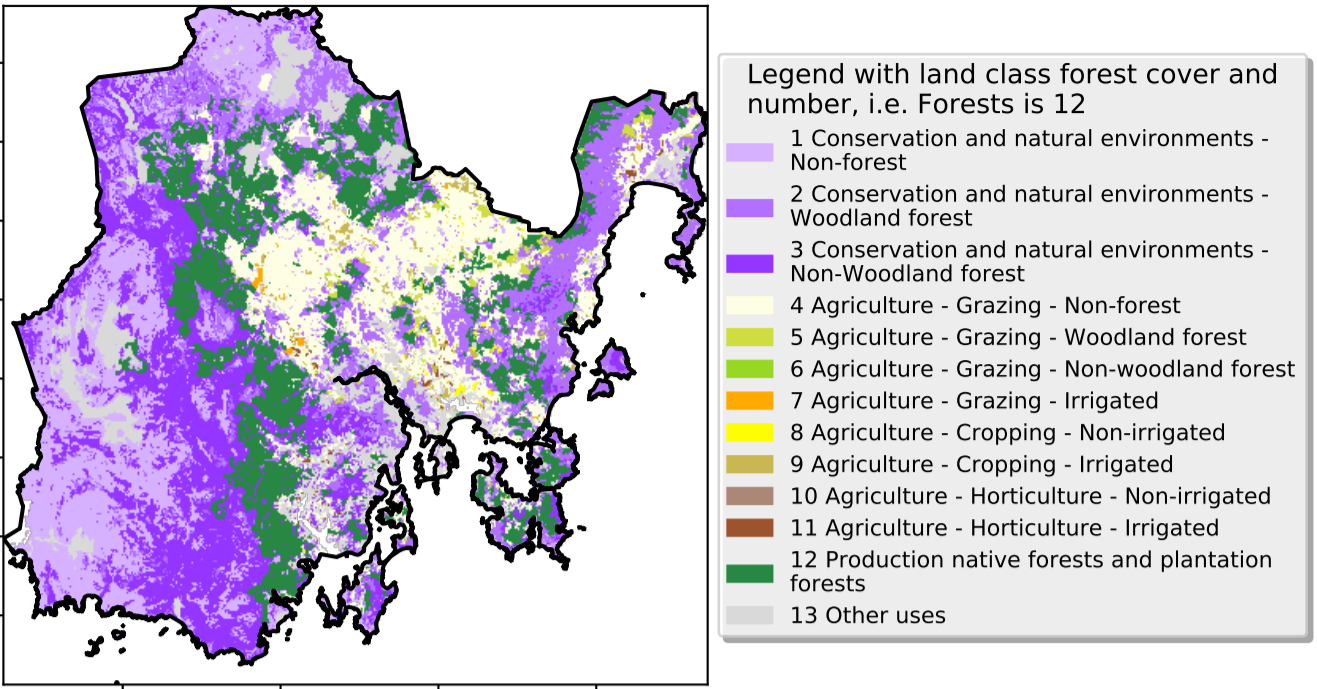 Legend with land class forest cover and
number, i.e. Forests is 12
1 Conservation and natural environments -
Non-forest
2 Conservation and natural environments -
Woodland forest
3 Conservation and natural environments -
Non-Woodland forest
4 Agriculture - Grazing - Non-forest
5 Agriculture - Grazing - Woodland forest
6 Agriculture - Grazing - Non-woodland forest
7 Agriculture - Grazing - Irrigated
8 Agriculture - Cropping - Non-irrigated
9 Agriculture - Cropping - Irrigated
10 Agriculture - Horticulture - Non-irrigated
11 Agriculture - Horticulture - Irrigated
12 Production native forests and plantation
forests
13 Other uses